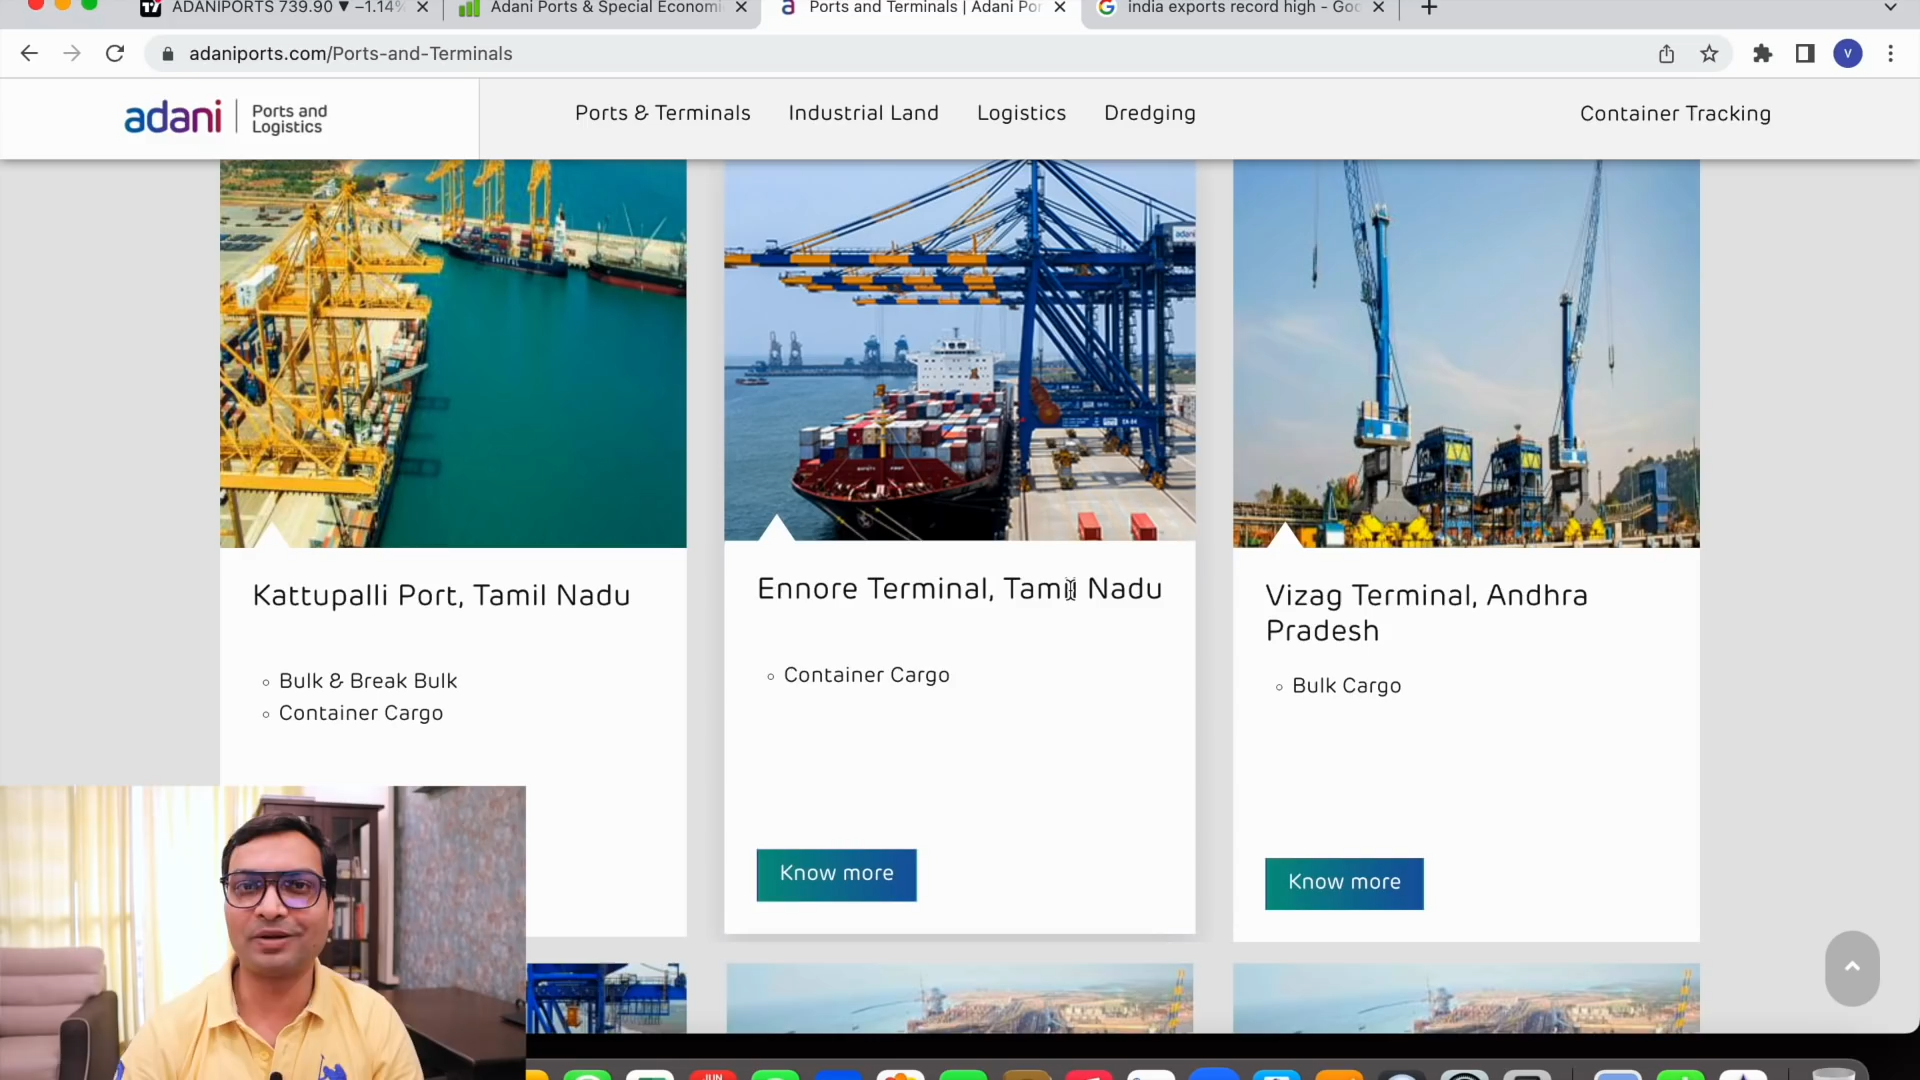 ADANIPORTS 739.90 ▼ −1.14%
Adani Ports & Special Economi
Ports and Terminals | Adani Por
india exports record high - Goo
adaniports.com/Ports-and-Terminals
V
adani
Ports and
Logistics
Ports & Terminals
Industrial Land
Logistics
Dredging
Container Tracking
adani
Kattupalli Port, Tamil Nadu
Bulk & Break Bulk
Container Cargo
Ennore Terminal, Tamil Nadu
Container Cargo
Know more
Vizag Terminal, Andhra
Pradesh
Bulk Cargo
Know more
JUN